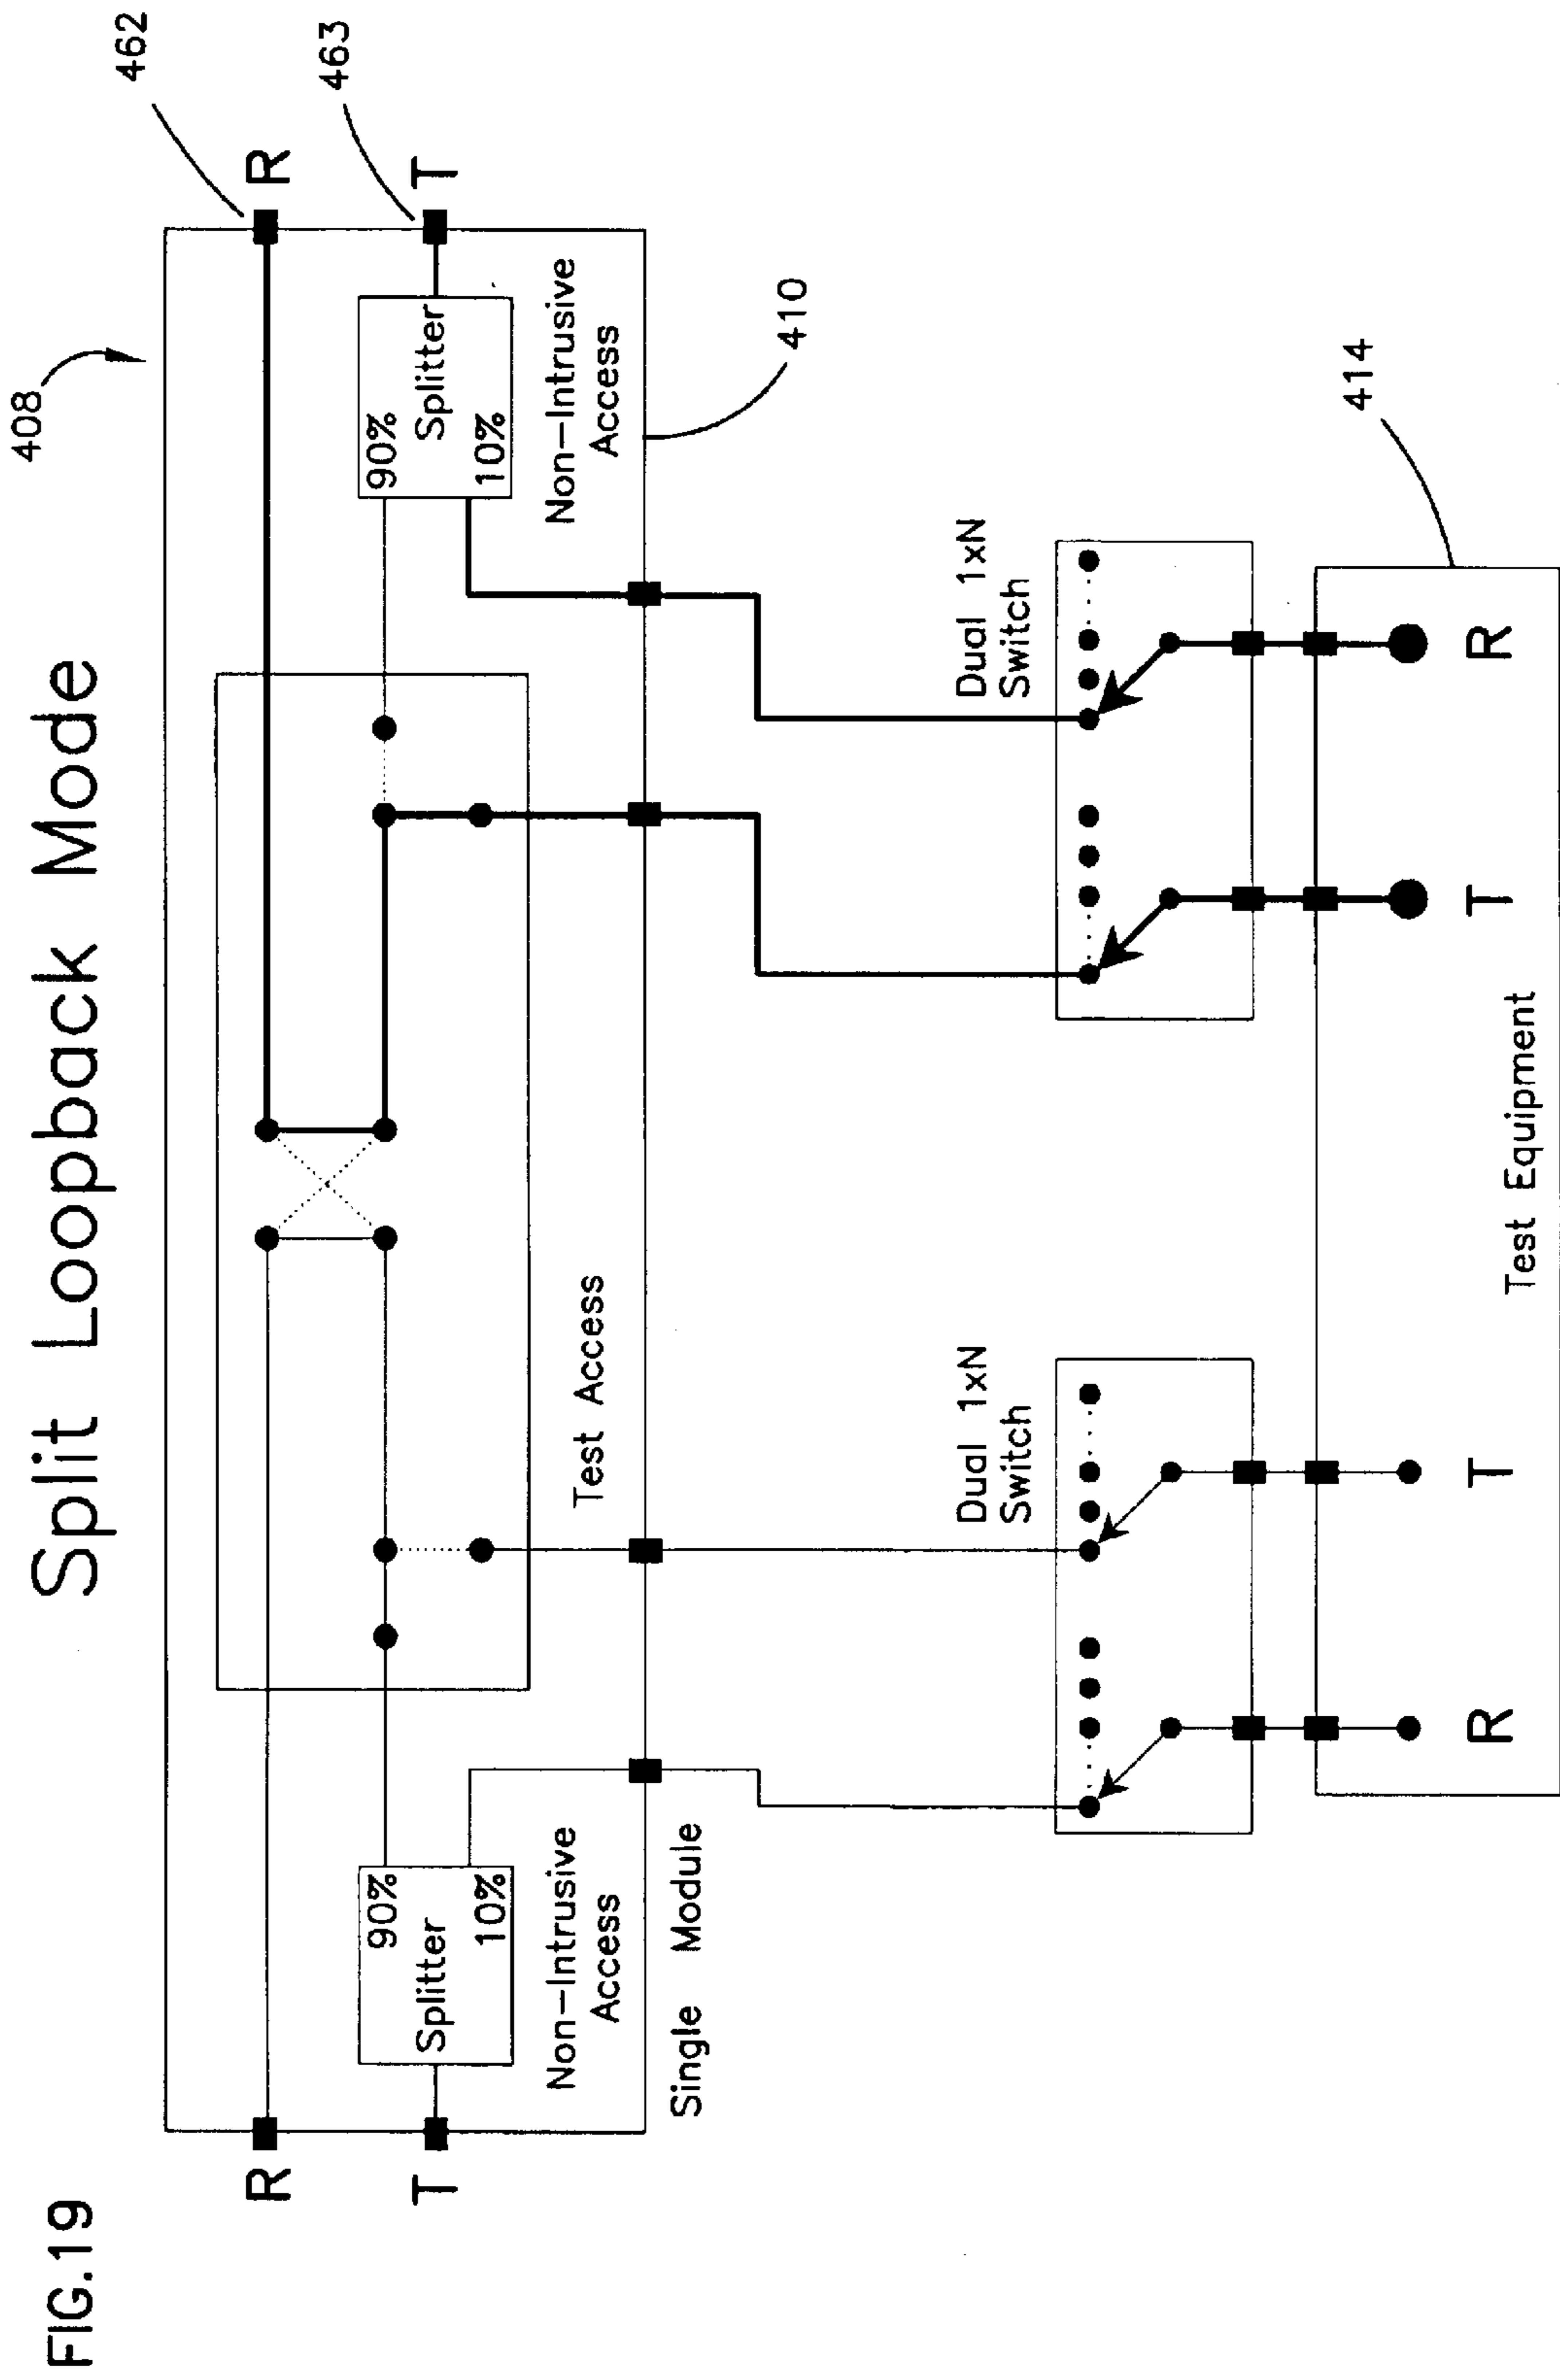 FIG.19
Split Loopback Mode
408
R
R
462
T
T
463
Splitter
90%
10%
90%
10%
Splitter
Non-Intrusive
Access
Test Access
Non-Intrusive
Access
Single Module
410
Dual 1xN
Switch
Dual 1xN
Switch
414
R
T
T
R
Test Equipment